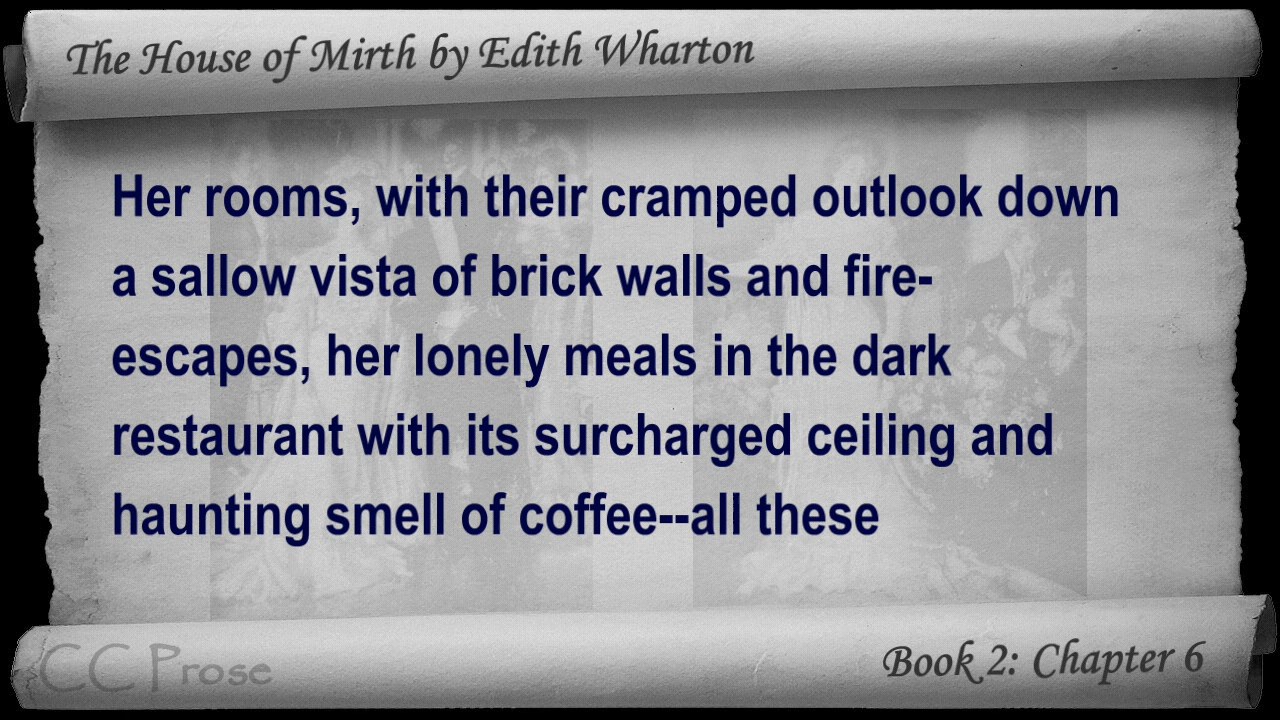 The House of Mirth by Edith Wharton
Her rooms, with their cramped outlook down
a sallow vista of brick walls and fire-
escapes, her lonely meals in the dark
restaurant with its surcharged ceiling and
haunting smell of coffee--all these
CC Prose
Book 2: Chapter 6